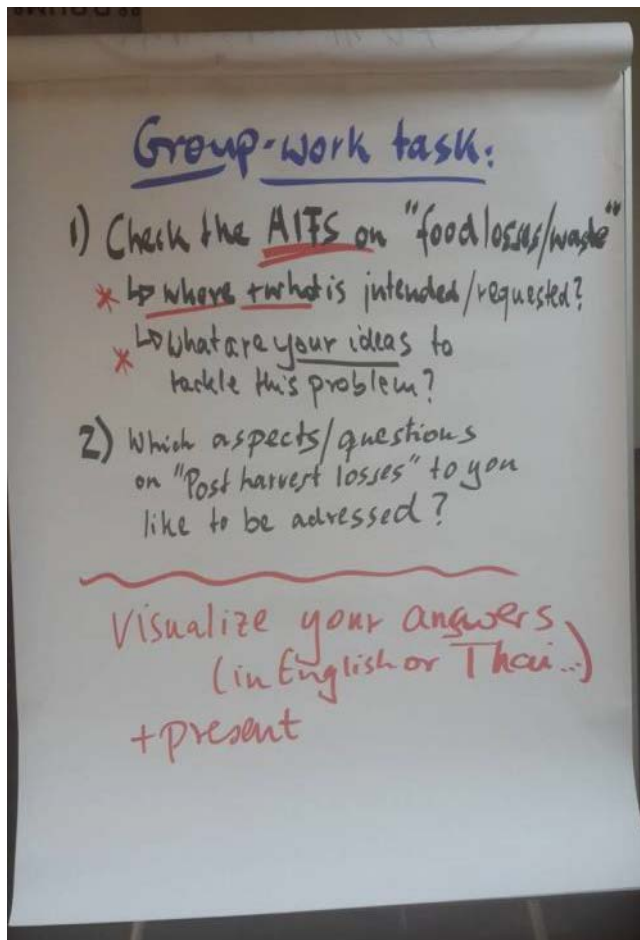 Group-work task:
1) Check the AIFS on "food losses/waste"
* ↳ where + what is intended/requested?
* ↳ What are your ideas to
tackle this problem?
2) Which aspects/questions
on "Post harvest losses" to you
like to be adressed?
Visualize your answers
(in English or Thai...)
+ present